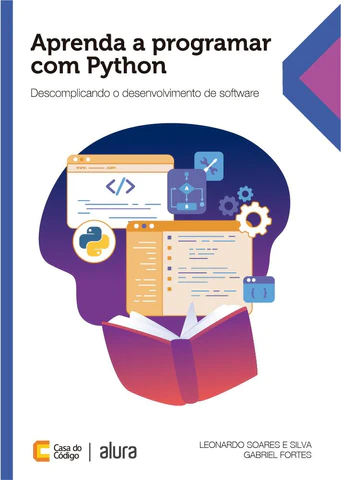 Aprenda a programar
com Python
Descomplicando o desenvolvimento de software
</>
{ }
Casa do
Código
alura
LEONARDO SOARES E SILVA
GABRIEL FORTES